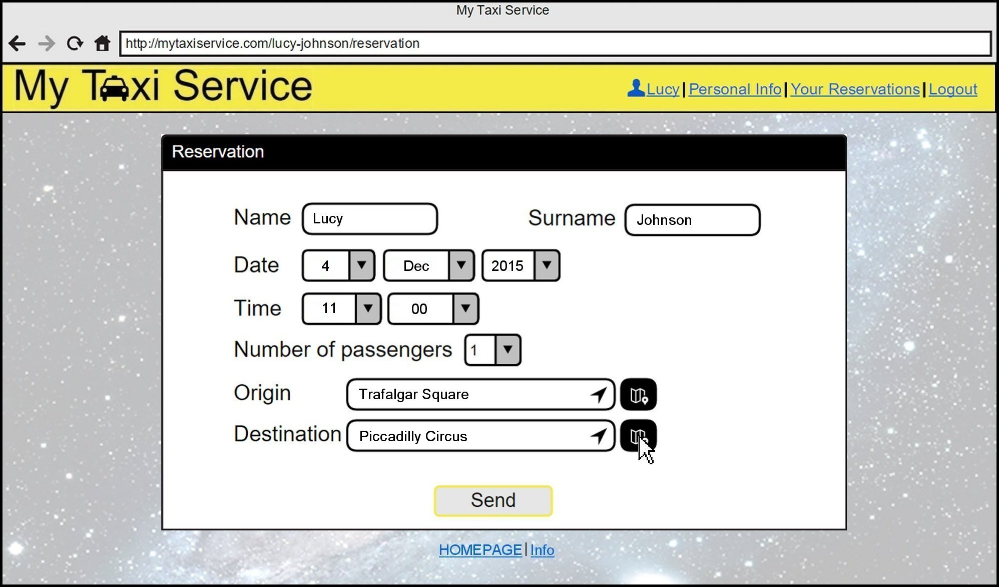 My Taxi Service
http://mytaxiservice.com/lucy-johnson/reservation
My Taxi Service
Lucy | Personal Info | Your Reservations | Logout
Reservation
Name Lucy Surname Johnson
Date 4 Dec 2015
Time 11 00
Number of passengers 1
Origin Trafalgar Square
Destination Piccadilly Circus
Send
HOMEPAGE | Info